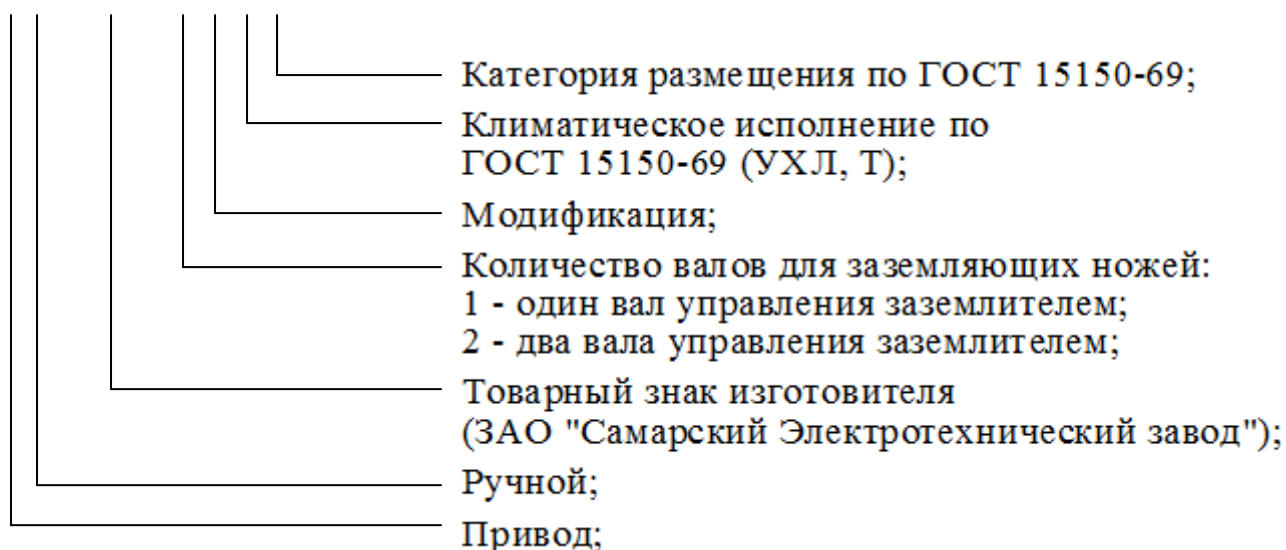 Категория размещения по ГОСТ 15150-69;
Климатическое исполнение по
ГОСТ 15150-69 (УХЛ, Т);
Модификация;
Количество валов для заземляющих ножей:
1 - один вал управления заземлителем;
2 - два вала управления заземлителем;
Товарный знак изготовителя
(ЗАО "Самарский Электротехнический завод");
Ручной;
Привод;